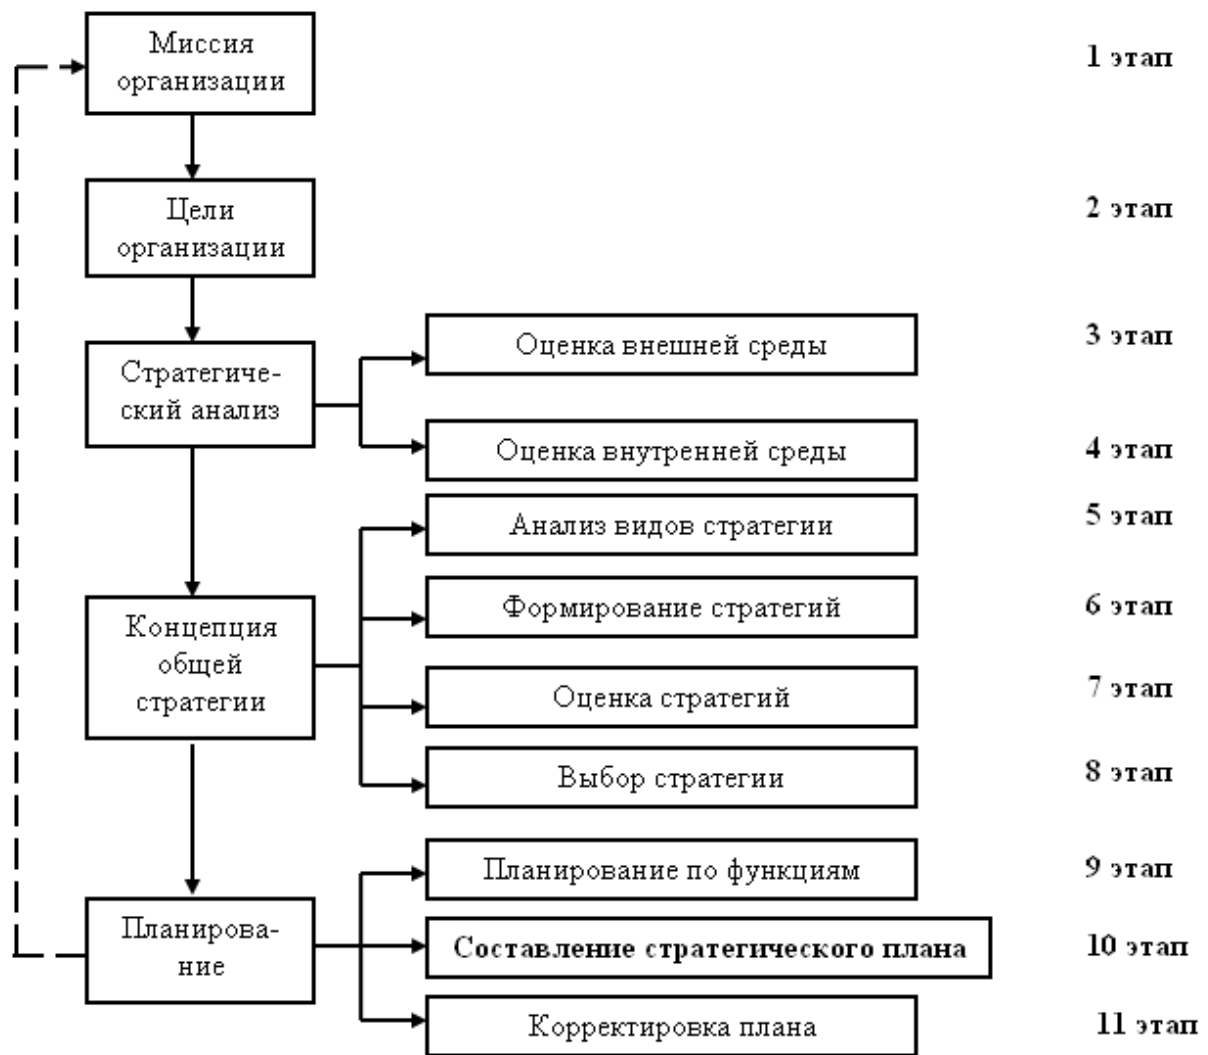 Миссия
организации
1 этап
Цели
организации
2 этап
Стратегиче-
ский анализ
Оценка внешней среды
3 этап
Оценка внутренней среды
4 этап
Концепция
общей
стратегии
Анализ видов стратегии
5 этап
Формирование стратегий
6 этап
Оценка стратегий
7 этап
Выбор стратегии
8 этап
Планирова-
ние
Планирование по функциям
9 этап
Составление стратегического плана
10 этап
Корректировка плана
11 этап